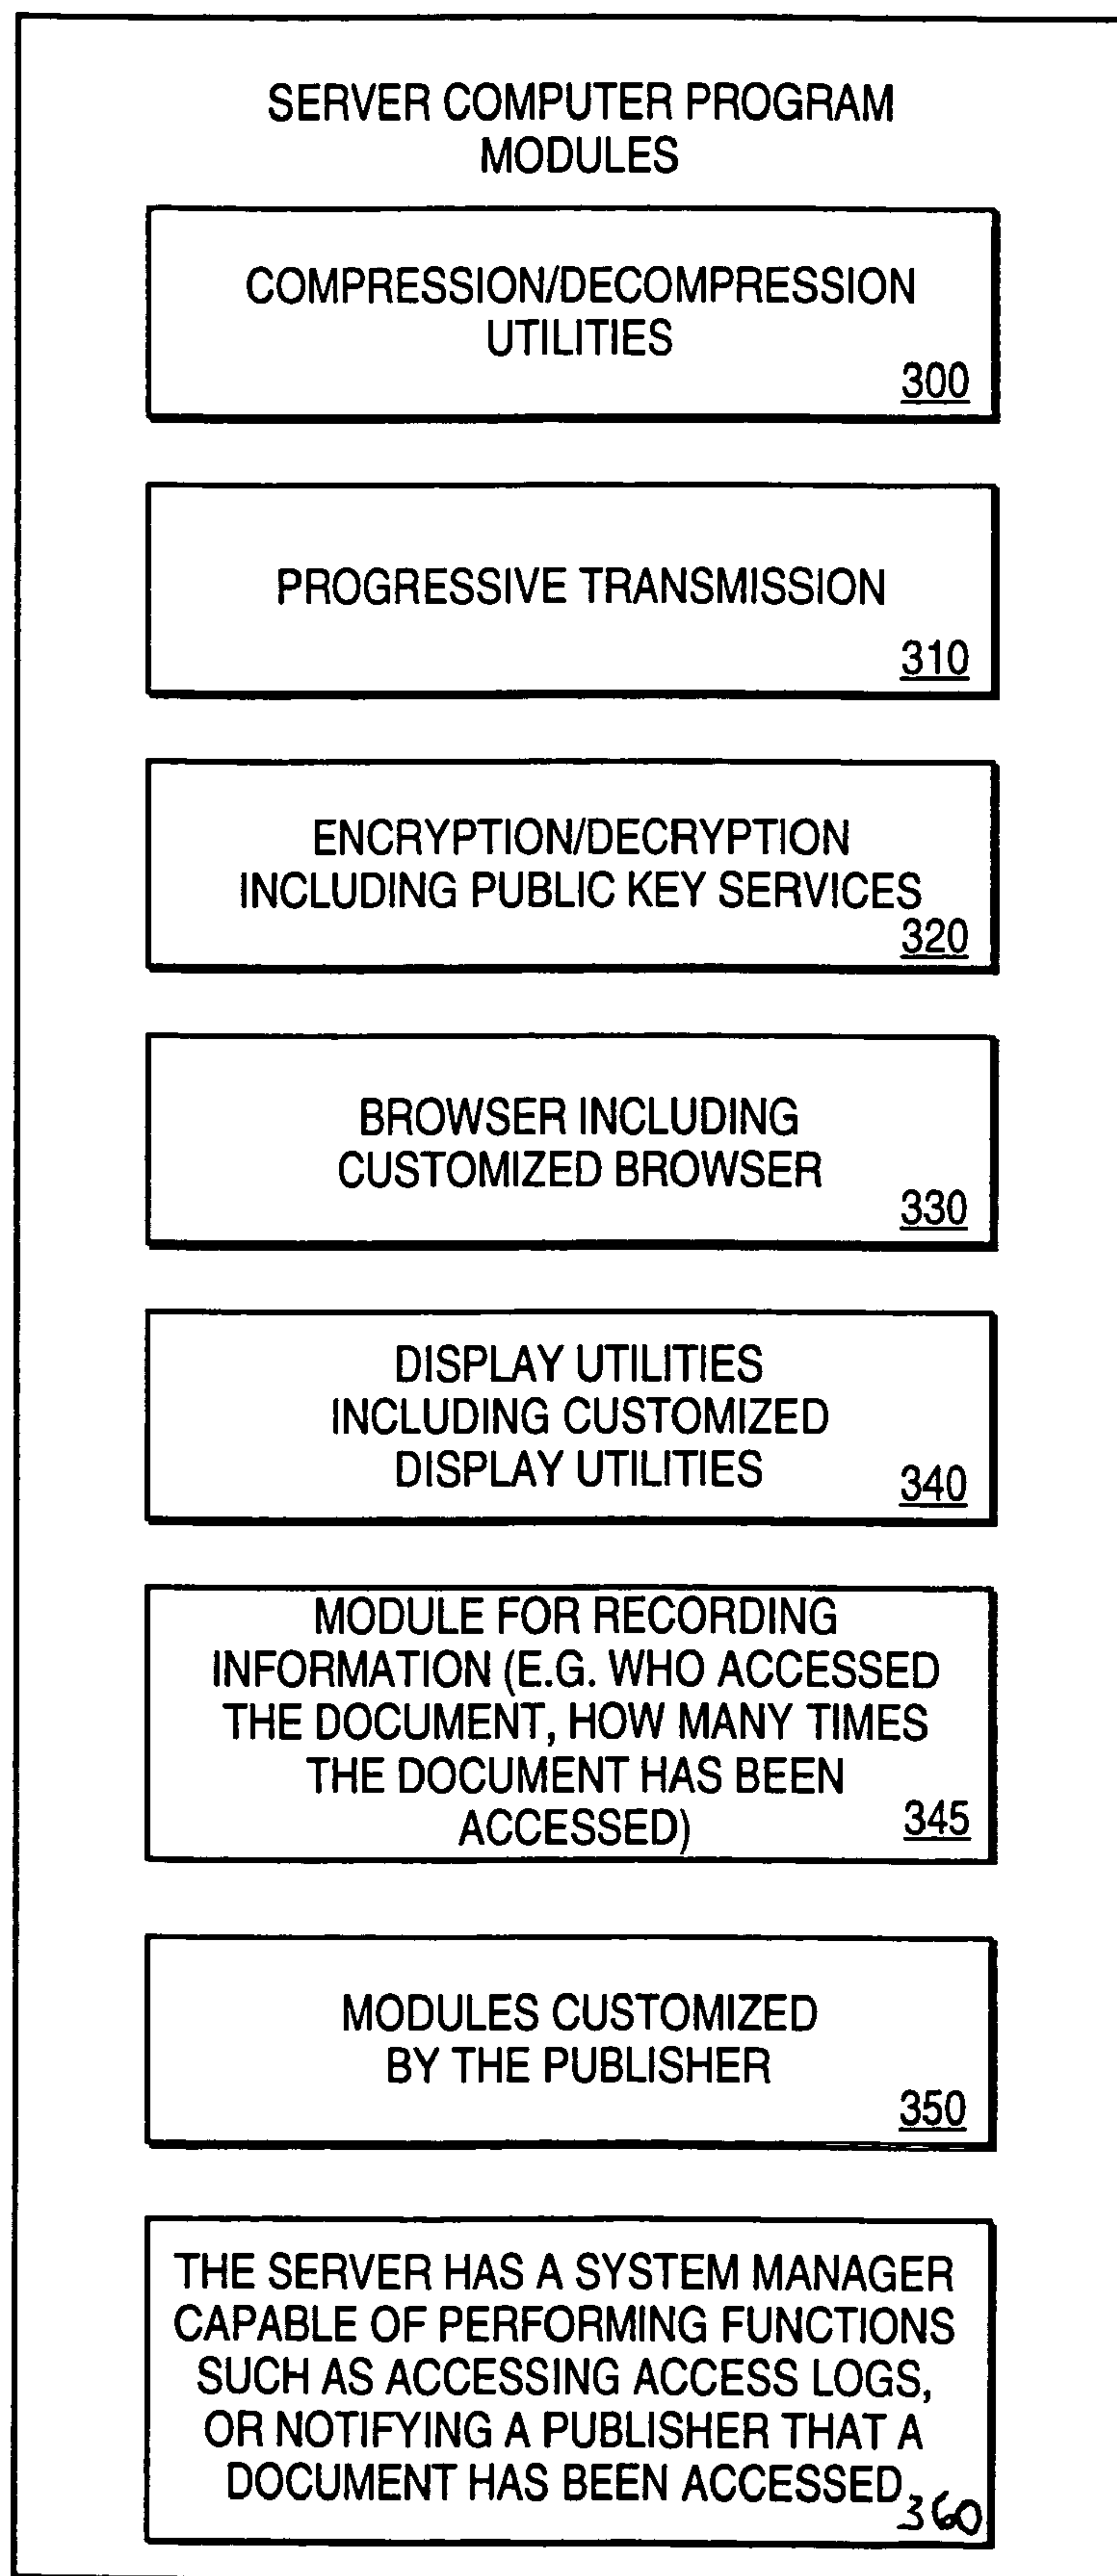 SERVER COMPUTER PROGRAM
MODULES
COMPRESSION/DECOMPRESSION
UTILITIES
300
PROGRESSIVE TRANSMISSION
310
ENCRYPTION/DECRYPTION
INCLUDING PUBLIC KEY SERVICES
320
BROWSER INCLUDING
CUSTOMIZED BROWSER
330
DISPLAY UTILITIES
INCLUDING CUSTOMIZED
DISPLAY UTILITIES
340
MODULE FOR RECORDING
INFORMATION (E.G. WHO ACCESSED
THE DOCUMENT, HOW MANY TIMES
THE DOCUMENT HAS BEEN
ACCESSED)
345
MODULES CUSTOMIZED
BY THE PUBLISHER
350
THE SERVER HAS A SYSTEM MANAGER
CAPABLE OF PERFORMING FUNCTIONS
SUCH AS ACCESSING ACCESS LOGS,
OR NOTIFYING A PUBLISHER THAT A
DOCUMENT HAS BEEN ACCESSED
360